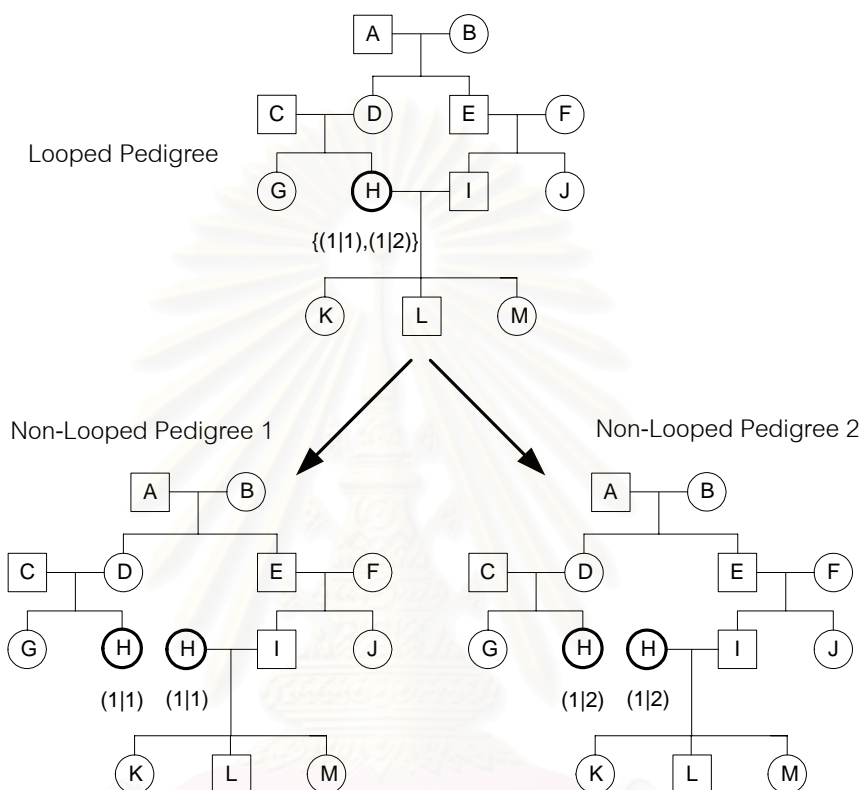 A B
C D E F
Looped Pedigree
G H I J
{(1|1),(1|2)}
K L M
Non-Looped Pedigree 1
A B
C D E F
G H H I J
(1|1) (1|1)
K L M
Non-Looped Pedigree 2
A B
C D E F
G H H I J
(1|2) (1|2)
K L M